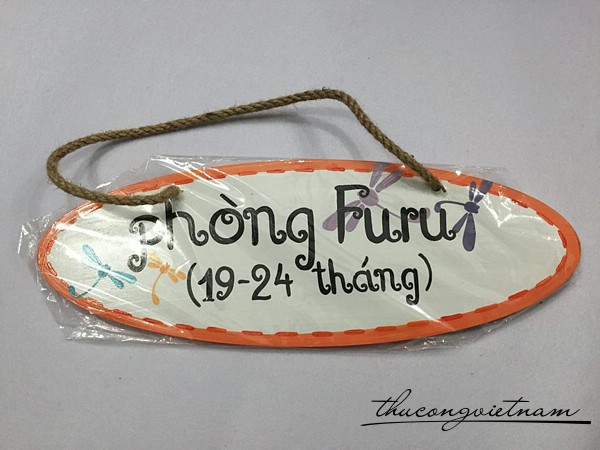 phòng Furu
(19-24 tháng)
thucongvietnam